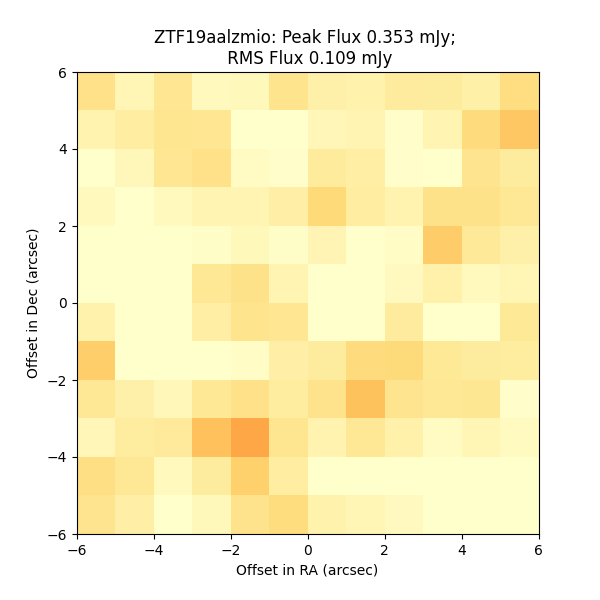 ZTF19aalzmio: Peak Flux 0.353 mJy;
RMS Flux 0.109 mJy
6
4
2
0
−2
−4
−6
Offset in Dec (arcsec)
−6 −4 −2 0 2 4 6
Offset in RA (arcsec)